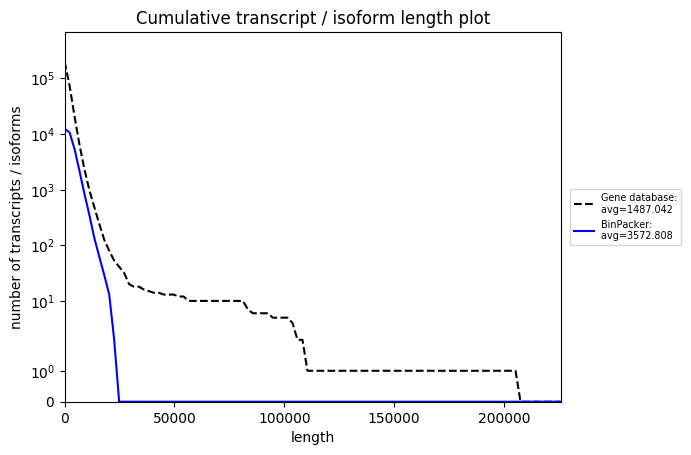 Cumulative transcript / isoform length plot
number of transcripts / isoforms
10^5
10^4
10^3
10^2
10^1
10^0
0
0 50000 100000 150000 200000
length
Gene database:
avg=1487.042
BinPacker:
avg=3572.808